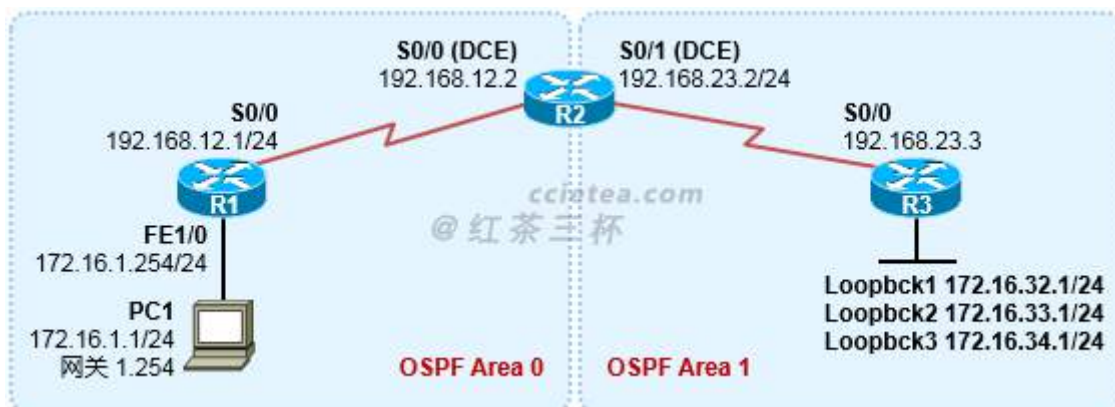 S0/0 (DCE)
192.168.12.2
S0/1 (DCE)
192.168.23.2/24
R2
S0/0
192.168.12.1/24
R1
S0/0
192.168.23.3
R3
ccietea.com
@红茶三杯
FE1/0
172.16.1.254/24
PC1
172.16.1.1/24
网关 1.254
Loopbck1 172.16.32.1/24
Loopbck2 172.16.33.1/24
Loopbck3 172.16.34.1/24
OSPF Area 0
OSPF Area 1